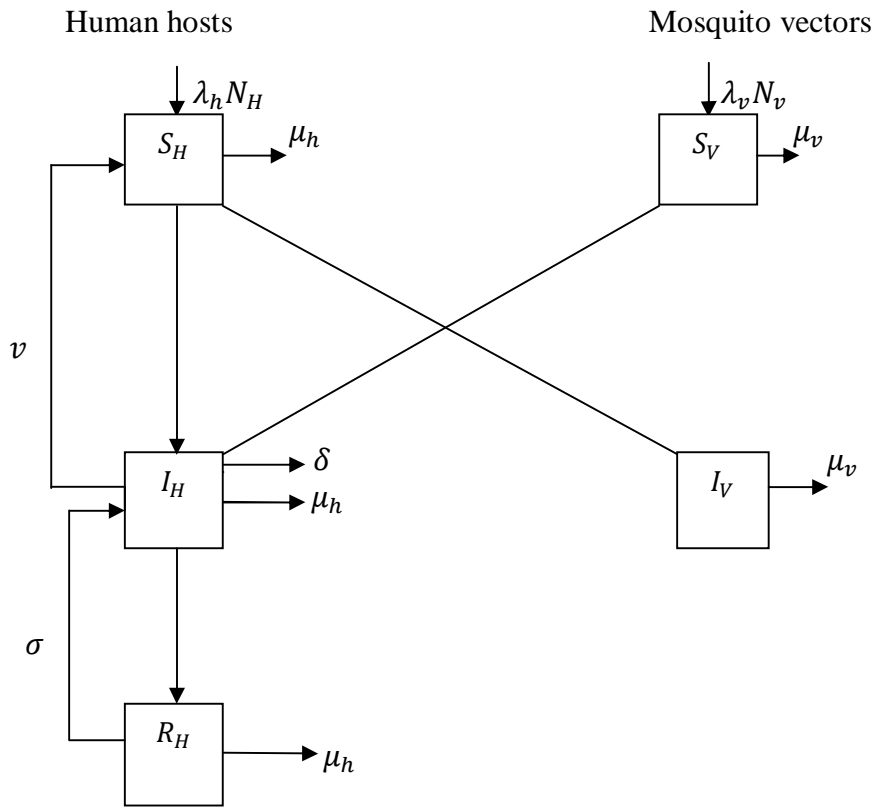 Human hosts
Mosquito vectors
λ_h N_H
λ_v N_v
S_H
μ_h
S_V
μ_v
v
I_H
δ
μ_h
I_V
μ_v
σ
R_H
μ_h